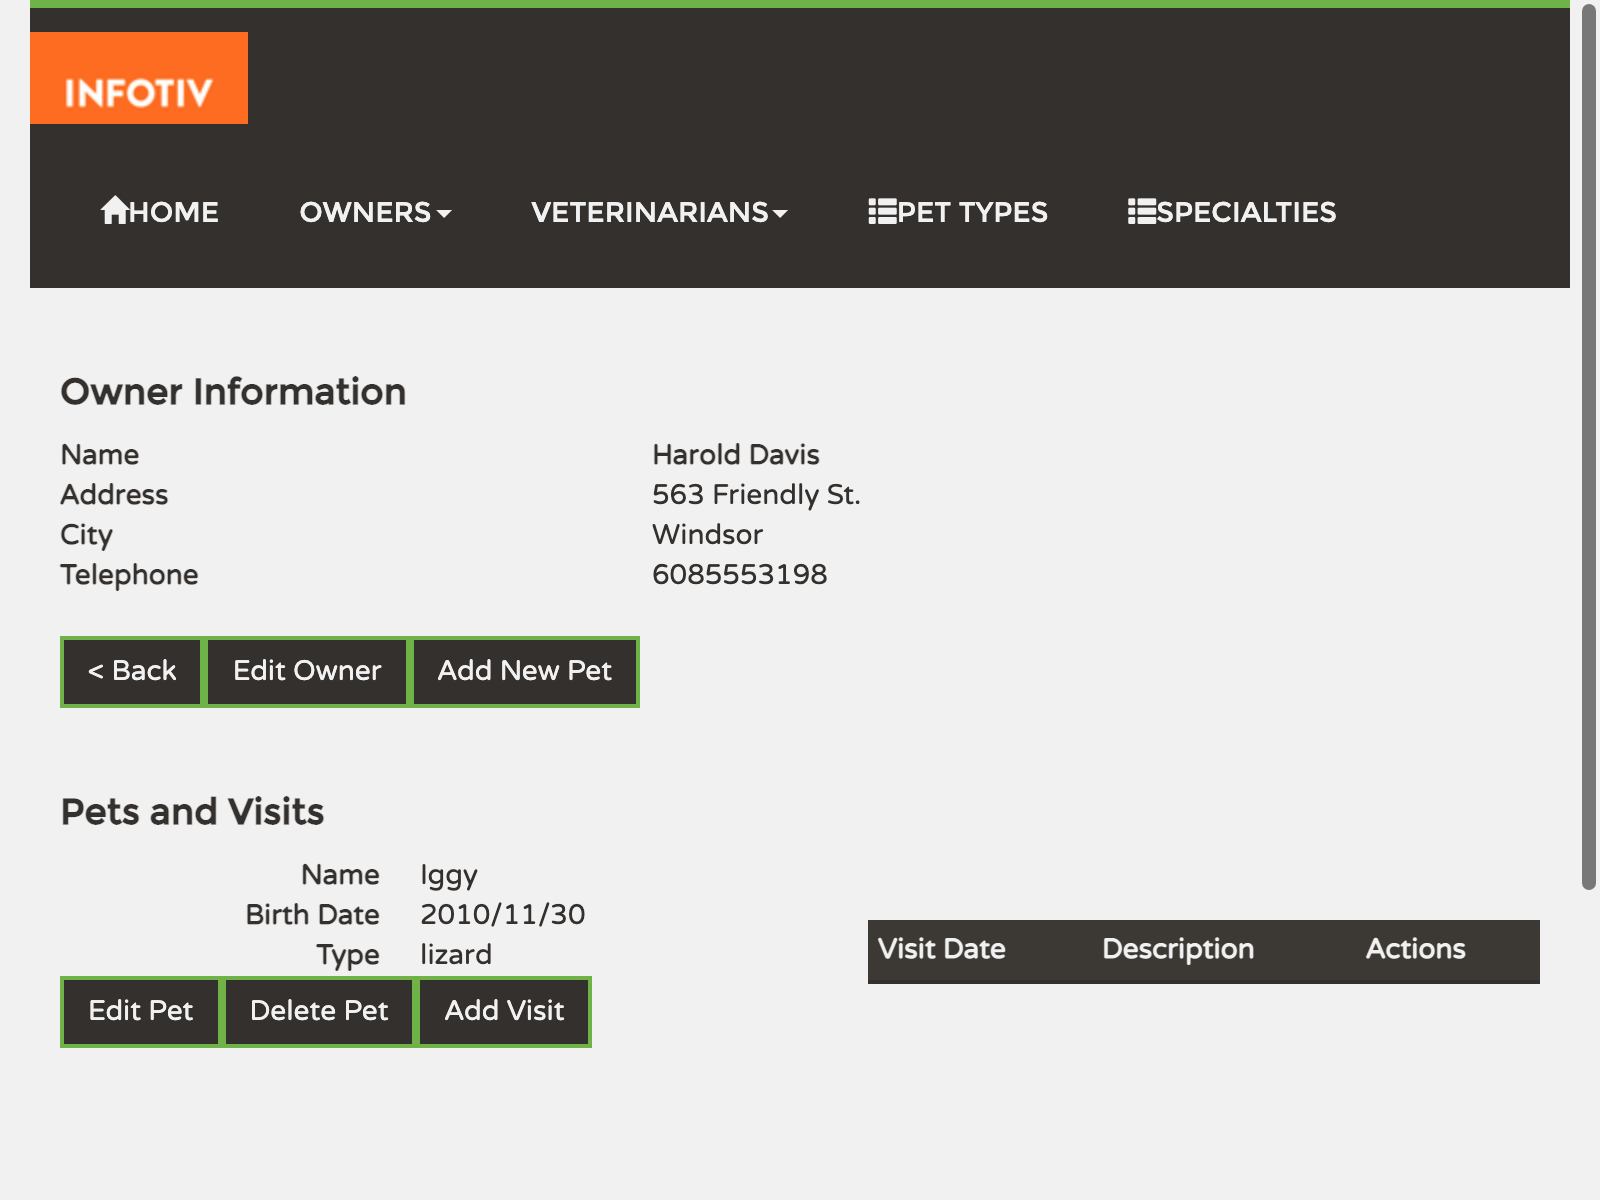 INFOTIV
HOME OWNERS VETERINARIANS PET TYPES SPECIALTIES
Owner Information
Name Harold Davis
Address 563 Friendly St.
City Windsor
Telephone 6085553198
< Back Edit Owner Add New Pet
Pets and Visits
Name Iggy
Birth Date 2010/11/30
Type lizard
Edit Pet Delete Pet Add Visit
Visit Date Description Actions